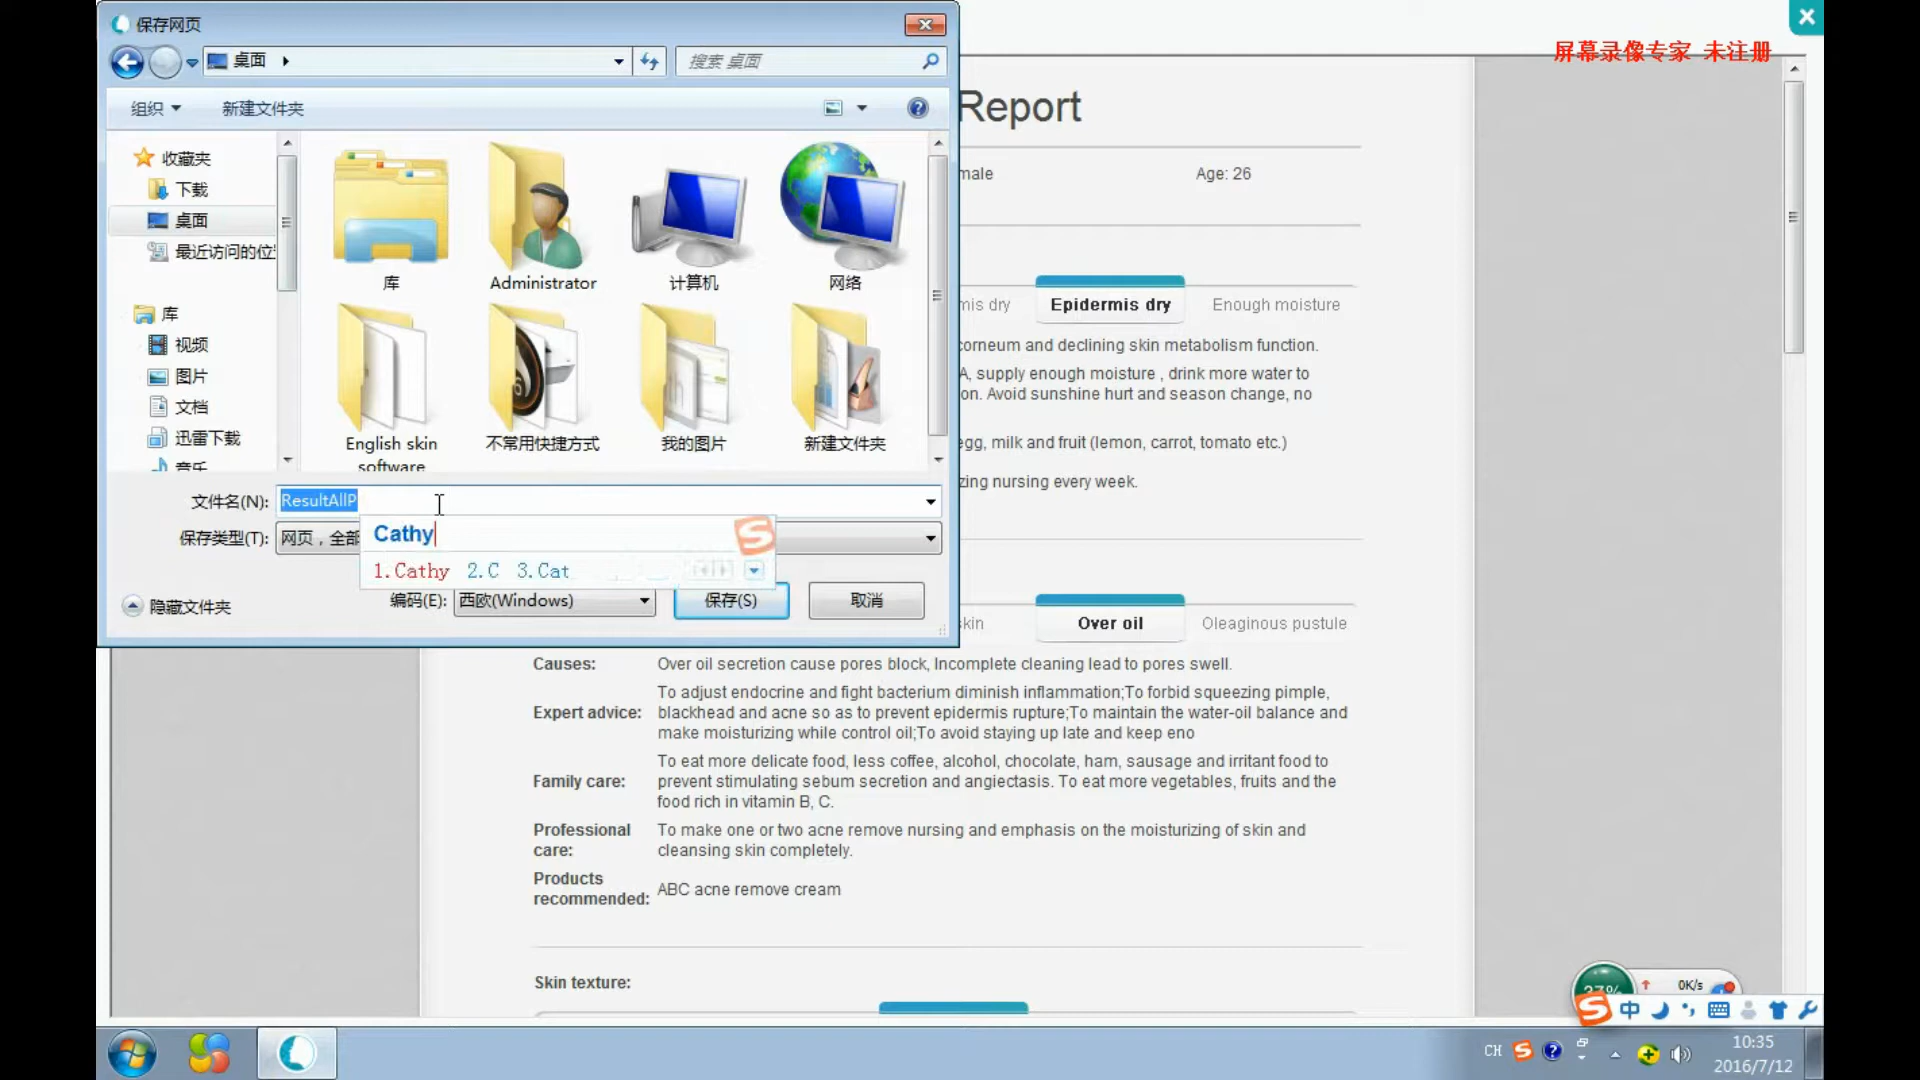 保存网页
桌面
搜索 桌面
组织
新建文件夹
收藏夹
下载
桌面
最近访问的位
库
视频
图片
文档
迅雷下载
音乐
库
Administrator
计算机
网络
English skin
software
不常用快捷方式
我的图片
新建文件夹
文件名(N):
ResultAllP
保存类型(T):
网页，全部
Cathy
1.Cathy 2.C 3.Cat
隐藏文件夹
编码(E):
西欧(Windows)
保存(S)
取消
屏幕录像专家 未注册
Report
male
Age: 26
mis dry
Epidermis dry
Enough moisture
corneum and declining skin metabolism function.
A, supply enough moisture , drink more water to
on. Avoid sunshine hurt and season change, no
egg, milk and fruit (lemon, carrot, tomato etc.)
zing nursing every week.
skin
Over oil
Oleaginous pustule
Causes:
Over oil secretion cause pores block, Incomplete cleaning lead to pores swell.
Expert advice:
To adjust endocrine and fight bacterium diminish inflammation;To forbid squeezing pimple,
blackhead and acne so as to prevent epidermis rupture;To maintain the water-oil balance and
make moisturizing while control oil;To avoid staying up late and keep eno
Family care:
To eat more delicate food, less coffee, alcohol, chocolate, ham, sausage and irritant food to
prevent stimulating sebum secretion and angiectasis. To eat more vegetables, fruits and the
food rich in vitamin B, C.
Professional
care:
To make one or two acne remove nursing and emphasis on the moisturizing of skin and
cleansing skin completely.
Products
recommended:
ABC acne remove cream
Skin texture:
0K/s
中
CH
10:35
2016/7/12